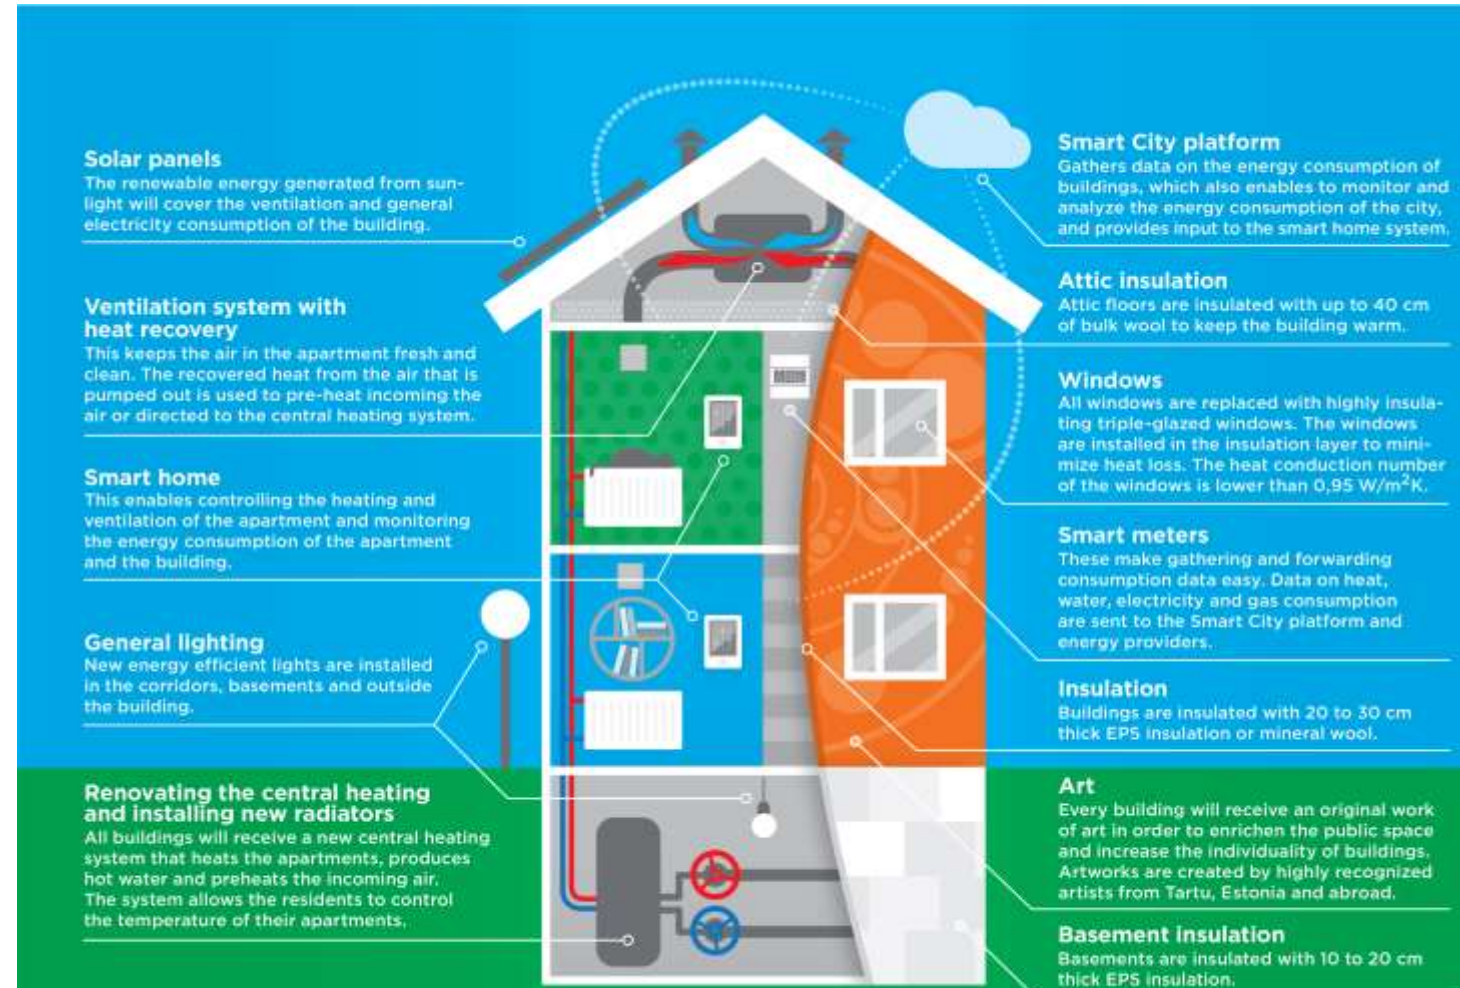 Solar panels
The renewable energy generated from sun-
light will cover the ventilation and general
electricity consumption of the building.
Ventilation system with
heat recovery
This keeps the air in the apartment fresh and
clean. The recovered heat from the air that is
pumped out is used to pre-heat incoming the
air or directed to the central heating system.
Smart home
This enables controlling the heating and
ventilation of the apartment and monitoring
the energy consumption of the apartment
and the building.
General lighting
New energy efficient lights are installed
in the corridors, basements and outside
the building.
Renovating the central heating
and installing new radiators
All buildings will receive a new central heating
system that heats the apartments, produces
hot water and preheats the incoming air.
The system allows the residents to control
the temperature of their apartments.
Smart City platform
Gathers data on the energy consumption of
buildings, which also enables to monitor and
analyze the energy consumption of the city,
and provides input to the smart home system.
Attic insulation
Attic floors are insulated with up to 40 cm
of bulk wool to keep the building warm.
Windows
All windows are replaced with highly insula-
ting triple-glazed windows. The windows
are installed in the insulation layer to mini-
mize heat loss. The heat conduction number
of the windows is lower than 0,95 W/m²K.
Smart meters
These make gathering and forwarding
consumption data easy. Data on heat,
water, electricity and gas consumption
are sent to the Smart City platform and
energy providers.
Insulation
Buildings are insulated with 20 to 30 cm
thick EPS insulation or mineral wool.
Art
Every building will receive an original work
of art in order to enrichen the public space
and increase the individuality of buildings.
Artworks are created by highly recognized
artists from Tartu, Estonia and abroad.
Basement insulation
Basements are insulated with 10 to 20 cm
thick EPS insulation.